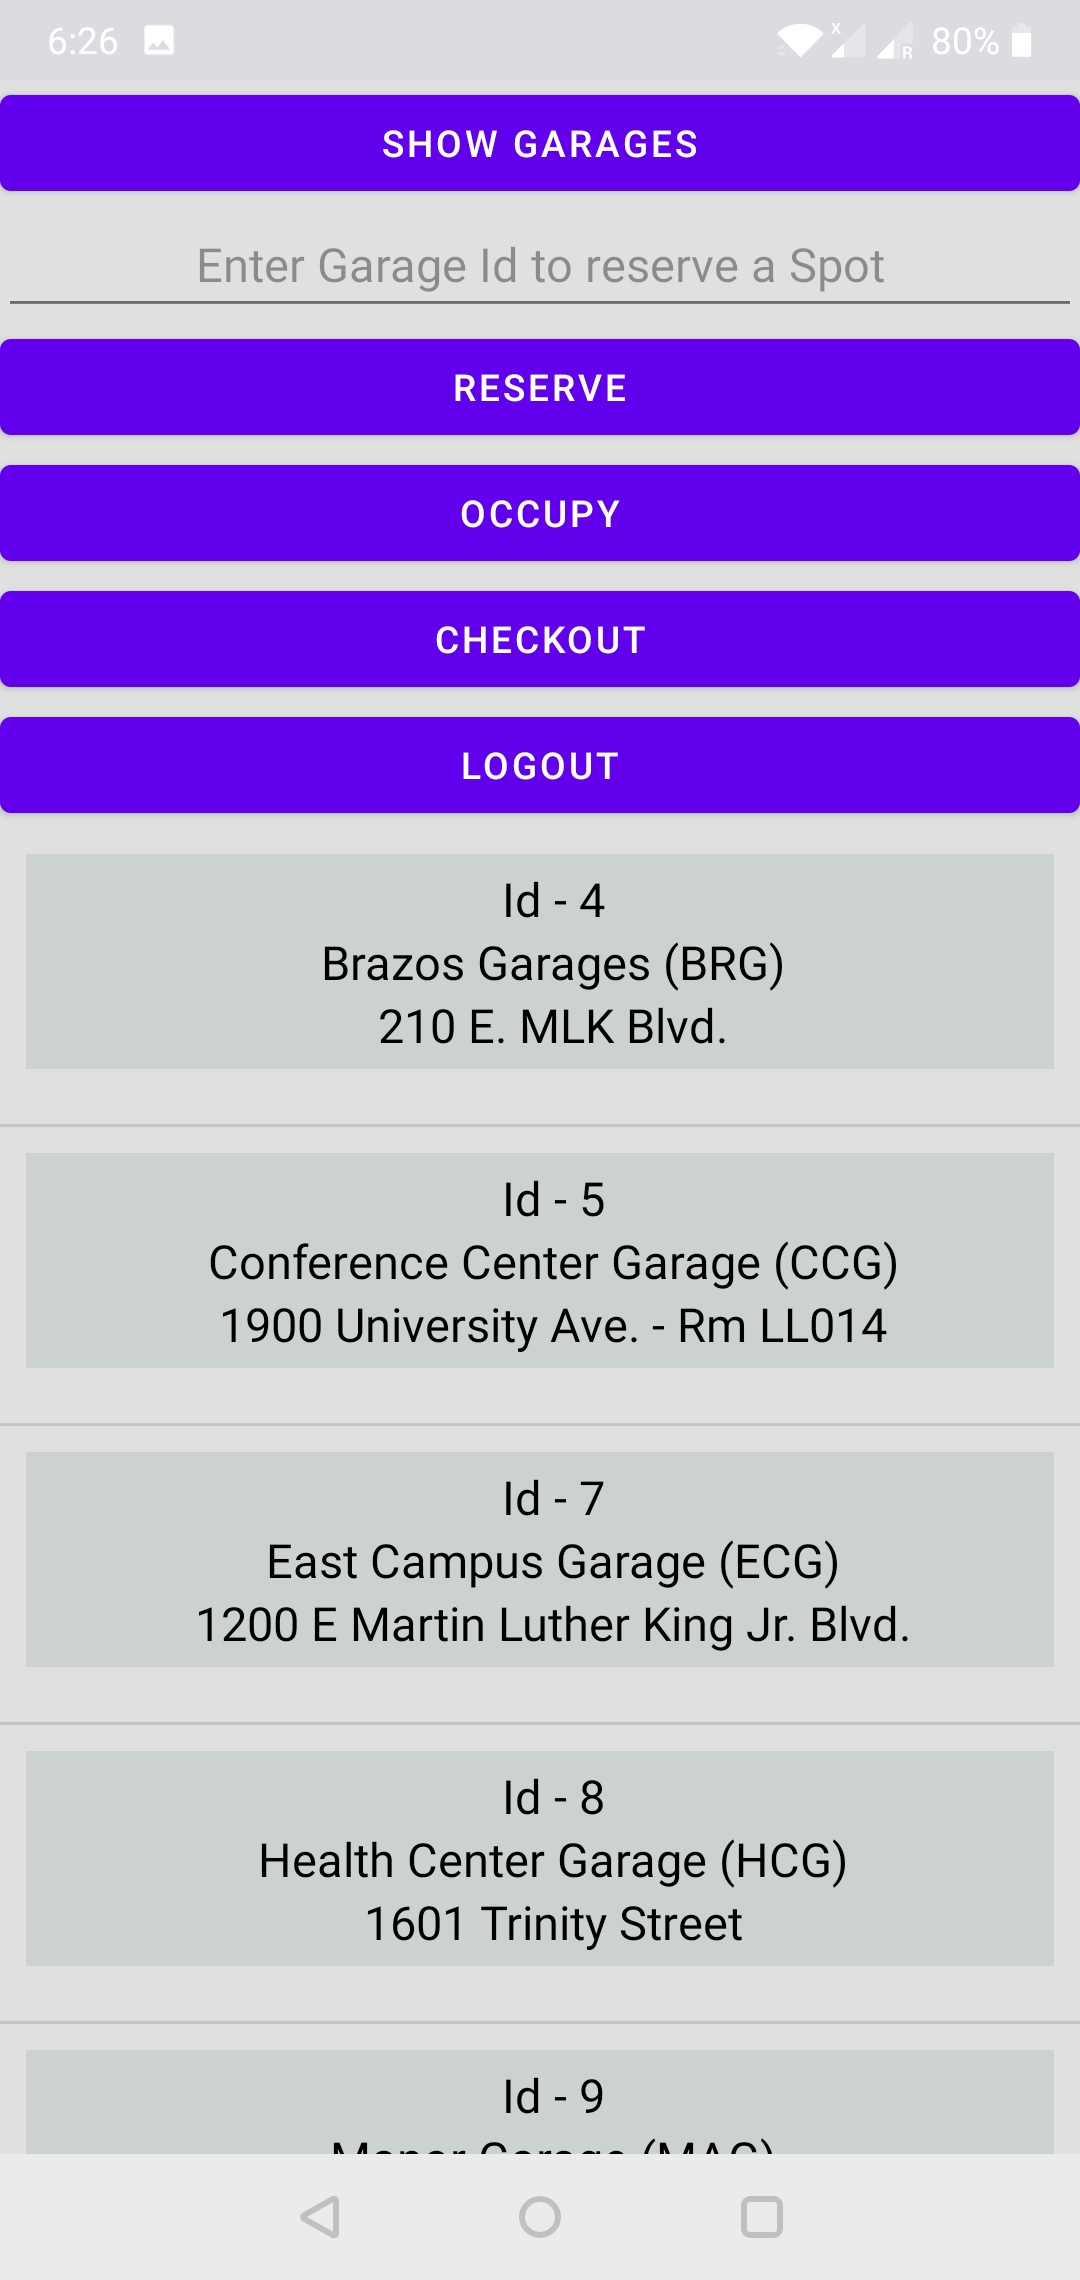 6:26
80%
SHOW GARAGES
Enter Garage Id to reserve a Spot
RESERVE
OCCUPY
CHECKOUT
LOGOUT
Id - 4
Brazos Garages (BRG)
210 E. MLK Blvd.
Id - 5
Conference Center Garage (CCG)
1900 University Ave. - Rm LL014
Id - 7
East Campus Garage (ECG)
1200 E Martin Luther King Jr. Blvd.
Id - 8
Health Center Garage (HCG)
1601 Trinity Street
Id - 9
Manor Garage (MAG)